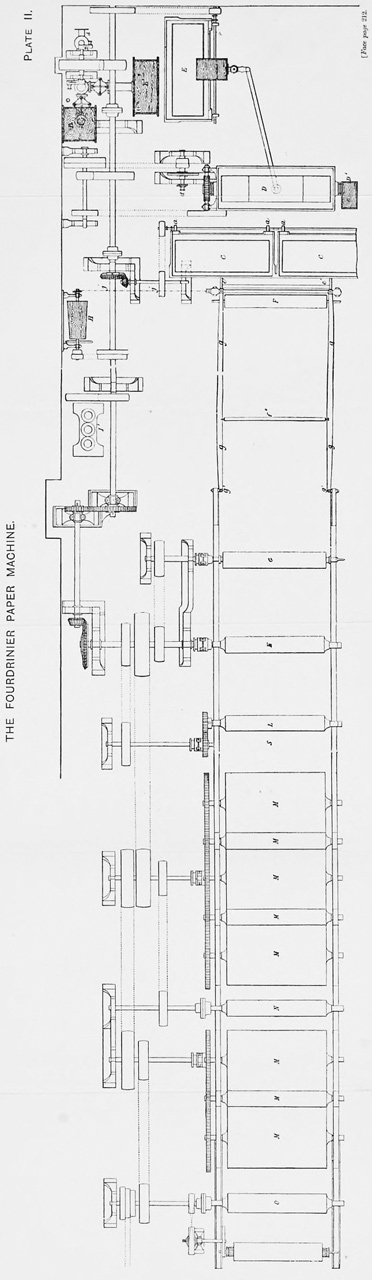 PLATE II.
[Face page 212.
THE FOURDRINIER PAPER MACHINE.
E
D
D'
a
a
a
C
C
H
F
g
g
g
g
g'
g'
I'
G
K
L
S
M
M
M
M
M
N
M
M
M
O